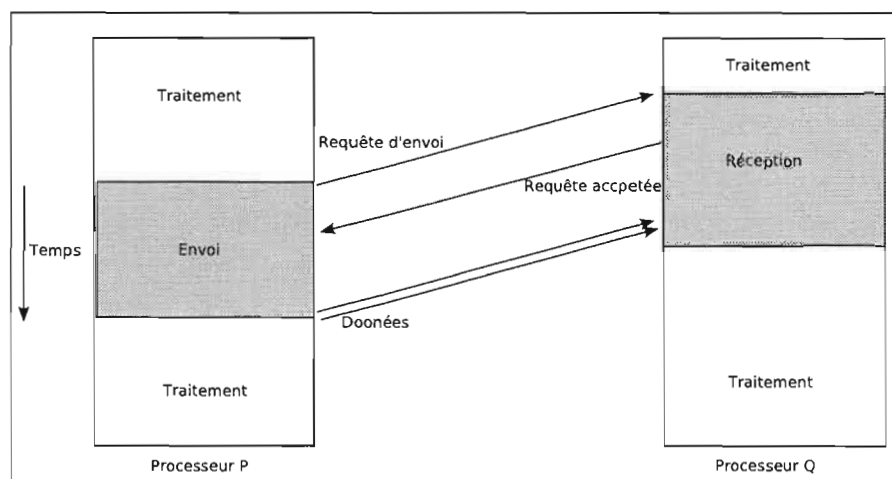 Traitement
Traitement
Requête d'envoi
Réception
Requête accpetée
Temps
Envoi
Doonées
Traitement
Traitement
Processeur P
Processeur Q